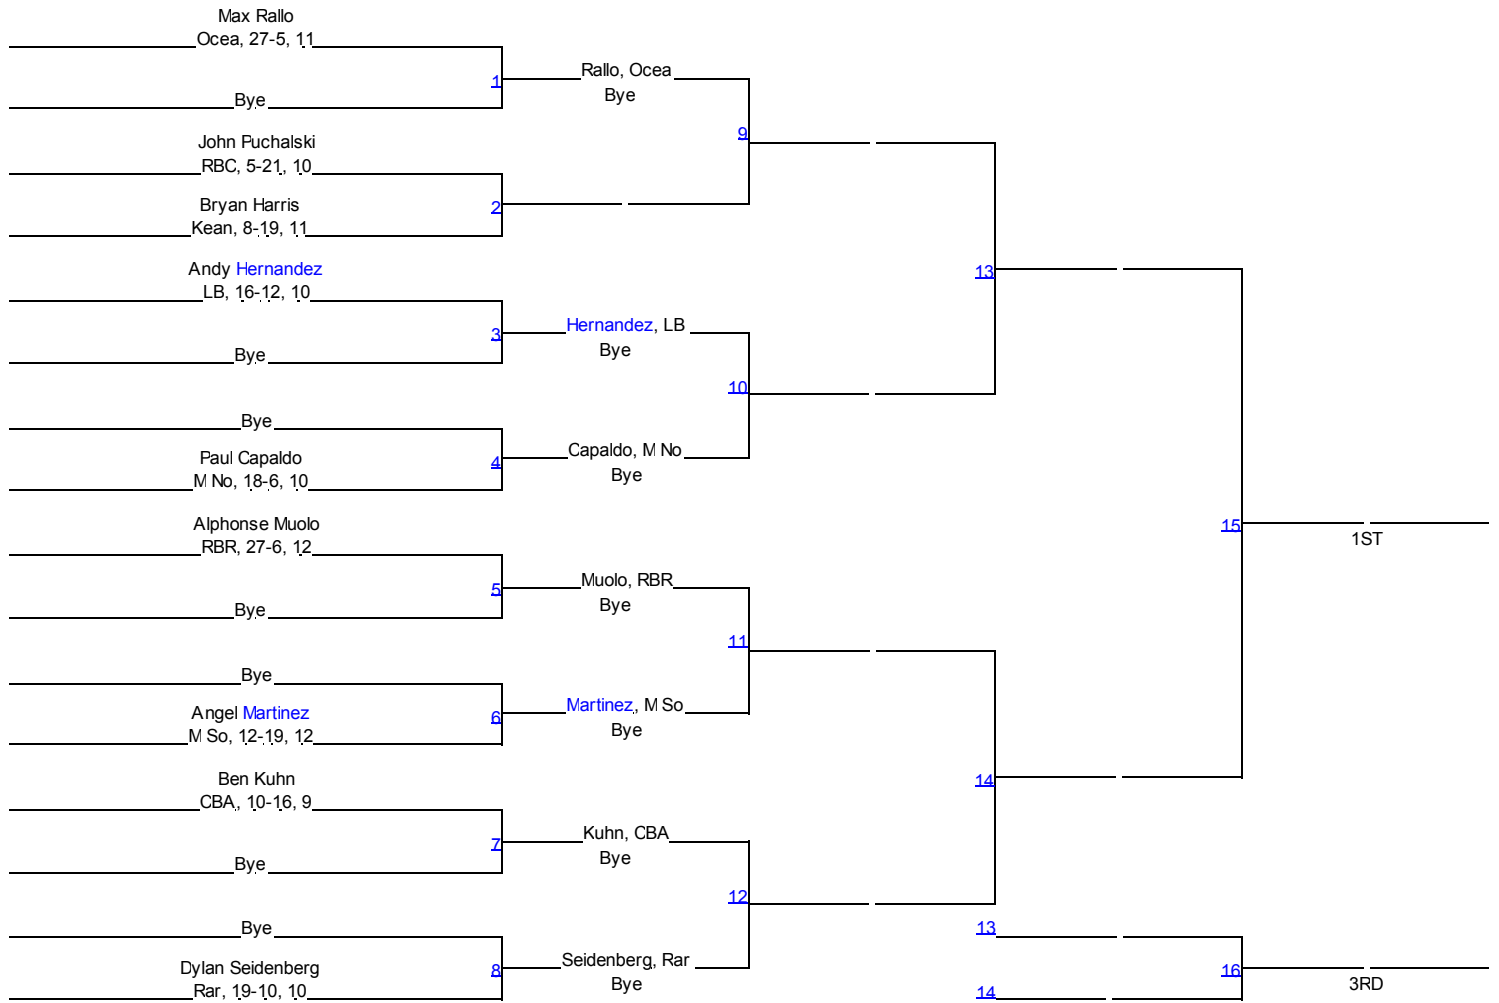 Max Rallo
Ocea, 27-5, 11
1
Rallo, Ocea
Bye
Bye
9
John Puchalski
RBC, 5-21, 10
2
Bryan Harris
Kean, 8-19, 11
Andy Hernandez
LB, 16-12, 10
13
3
Hernandez, LB
Bye
Bye
10
Bye
4
Capaldo, M No
Bye
Paul Capaldo
M No, 18-6, 10
Alphonse Muolo
RBR, 27-6, 12
15
1ST
5
Muolo, RBR
Bye
Bye
11
Bye
6
Martinez, M So
Bye
Angel Martinez
M So, 12-19, 12
Ben Kuhn
CBA, 10-16, 9
14
7
Kuhn, CBA
Bye
Bye
12
Bye
13
8
Seidenberg, Rar
Bye
Dylan Seidenberg
Rar, 19-10, 10
16
3RD
14